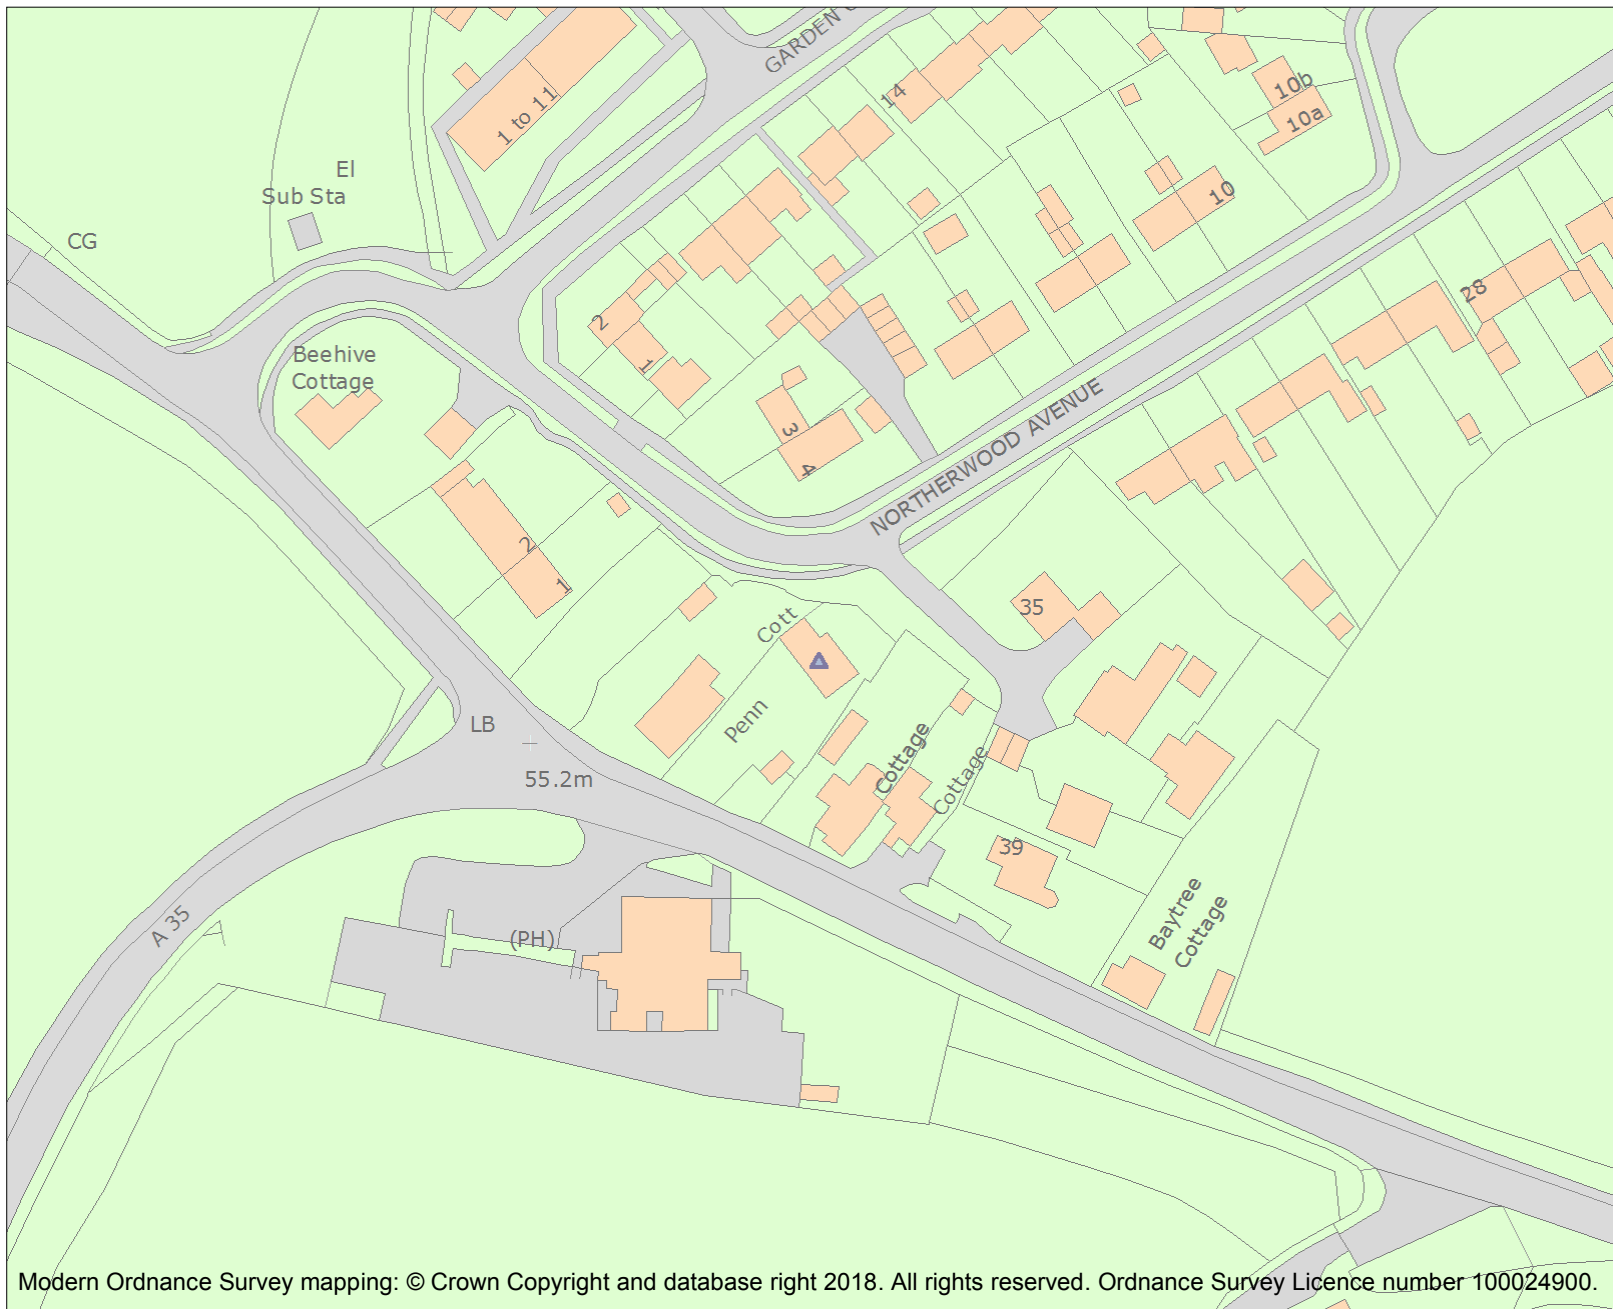 GARDEN
14
10b
10a
1 to 11
El
Sub Sta
10
CG
28
2
1
Beehive
Cottage
NORTHERWOOD AVENUE
3
4
2
1
35
Cott
Penn
LB
Cottage
Cottage
55.2m
39
Baytree
Cottage
A 35
(PH)
Modern Ordnance Survey mapping: © Crown Copyright and database right 2018. All rights reserved. Ordnance Survey Licence number 100024900.